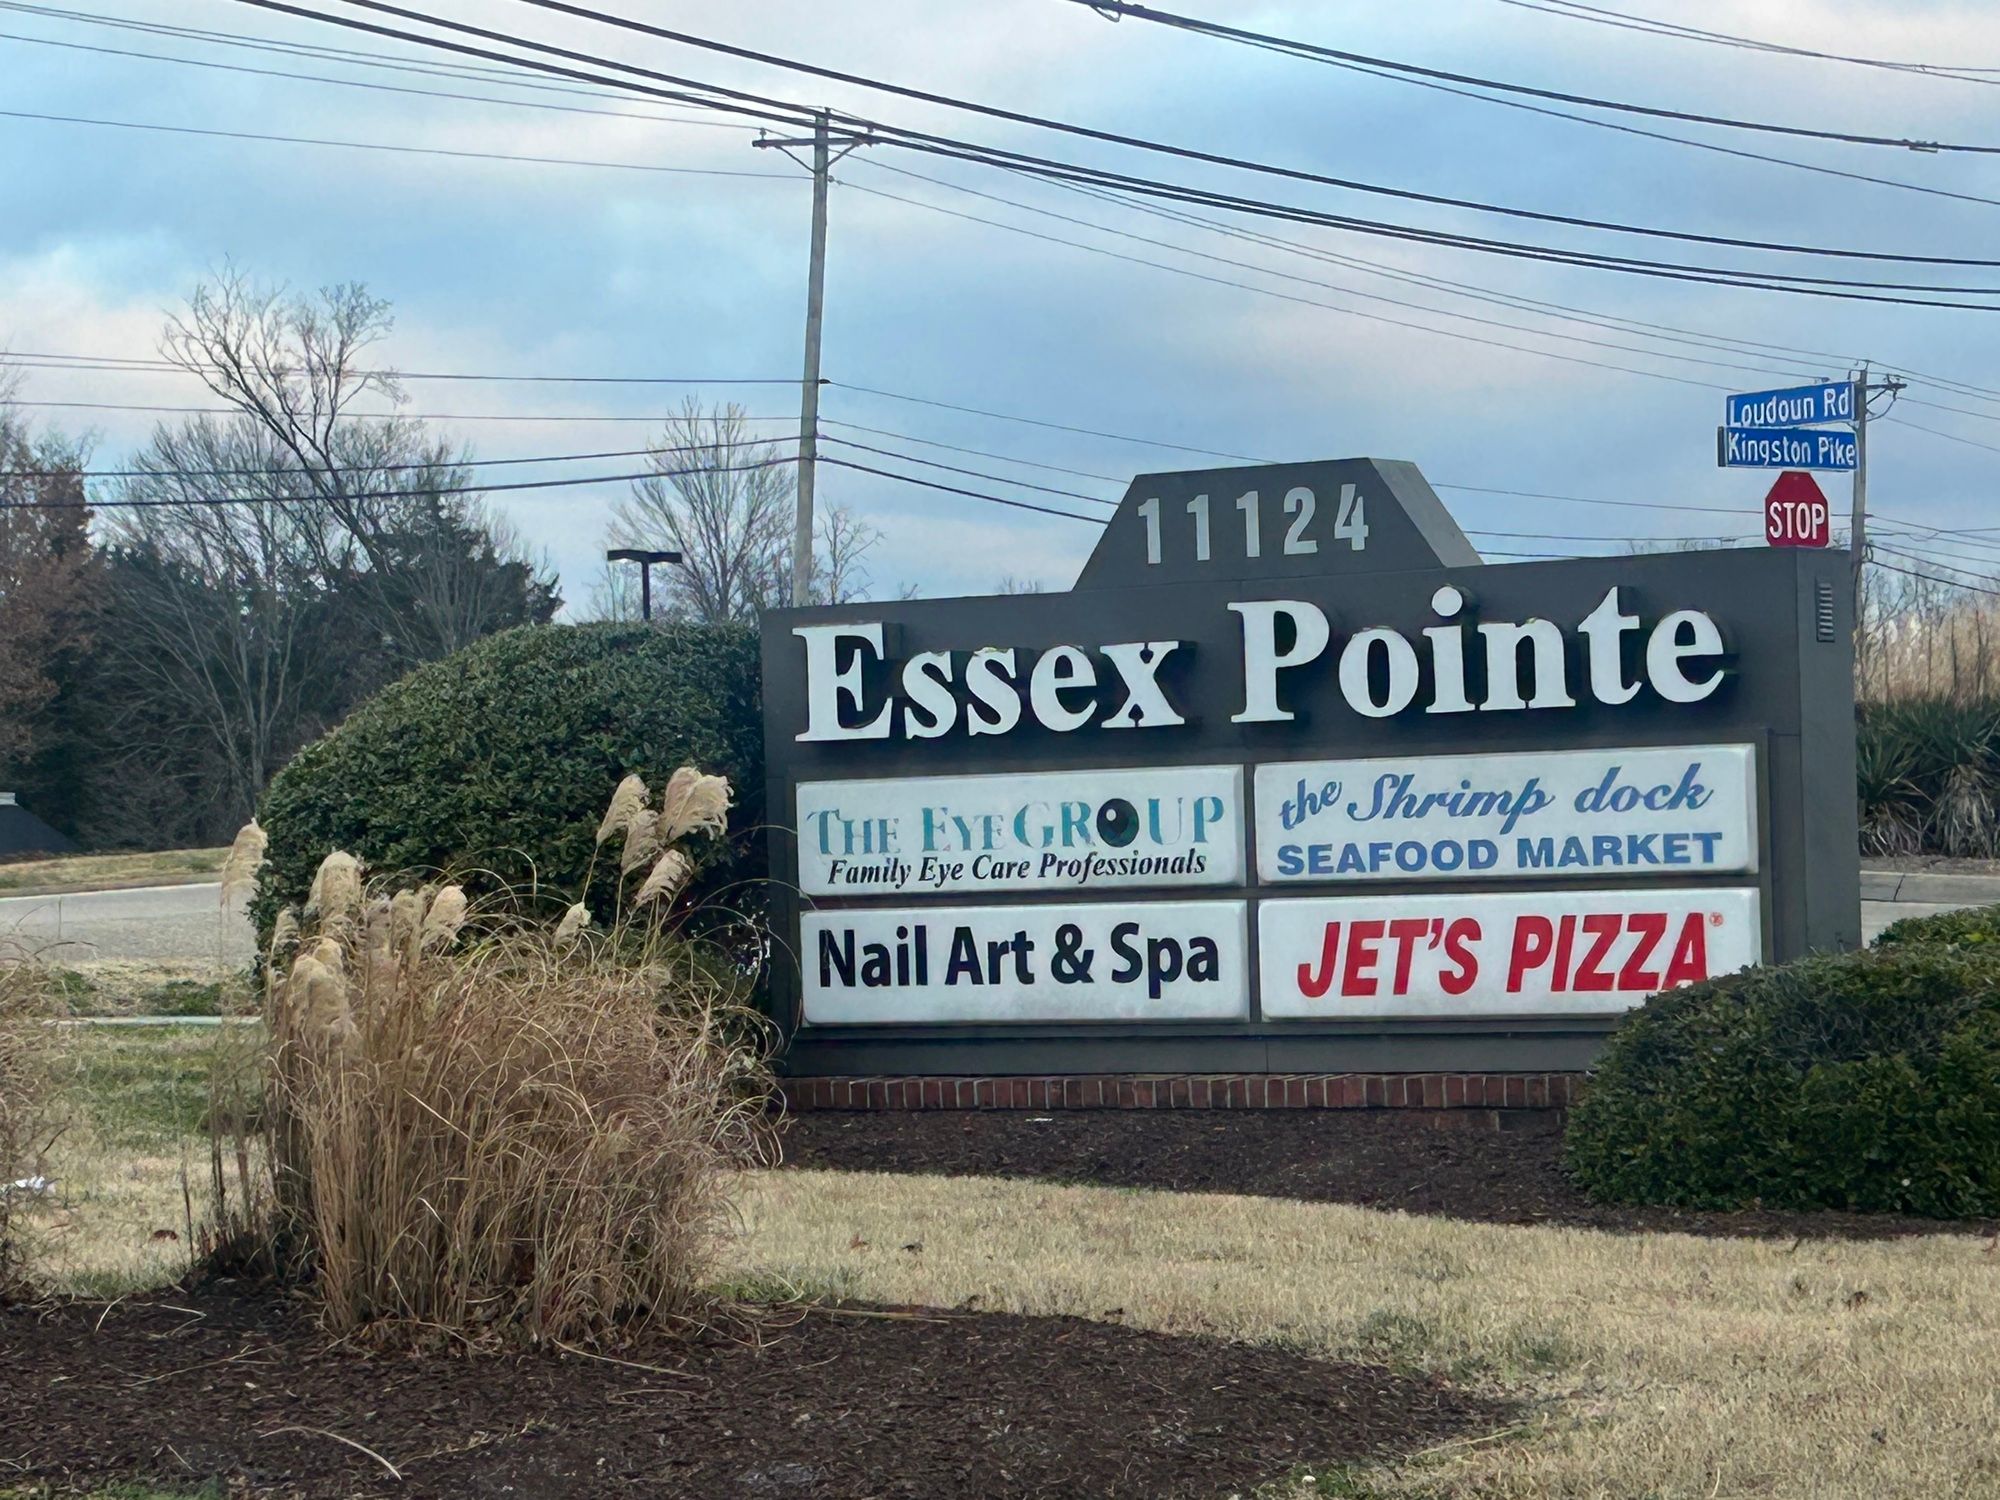 Loudoun Rd
Kingston Pike
STOP
11124
Essex Pointe
THE EYE GROUP
Family Eye Care Professionals
the Shrimp dock
SEAFOOD MARKET
Nail Art & Spa
JET'S PIZZA®